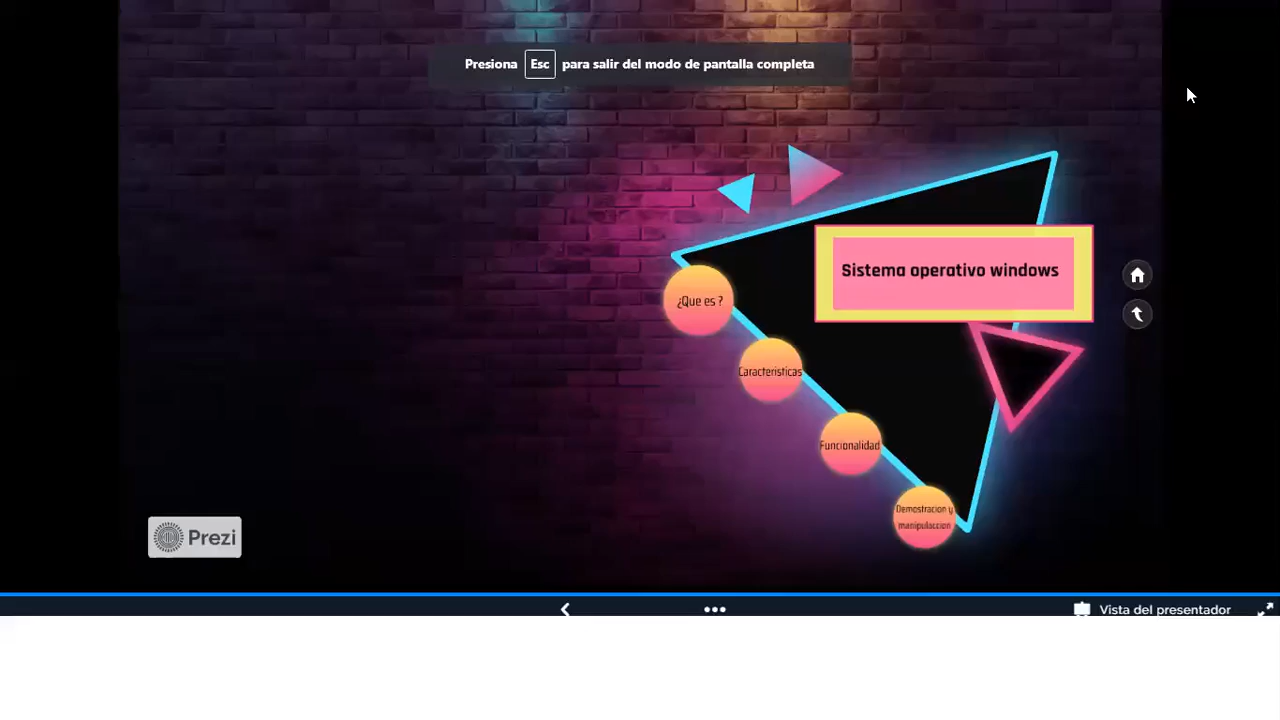 Presiona Esc para salir del modo de pantalla completa
Sistema operativo windows
¿Que es ?
Caracteristicas
Funcionalidad
Demostracion y
manipulaccion
Prezi
Vista del presentador